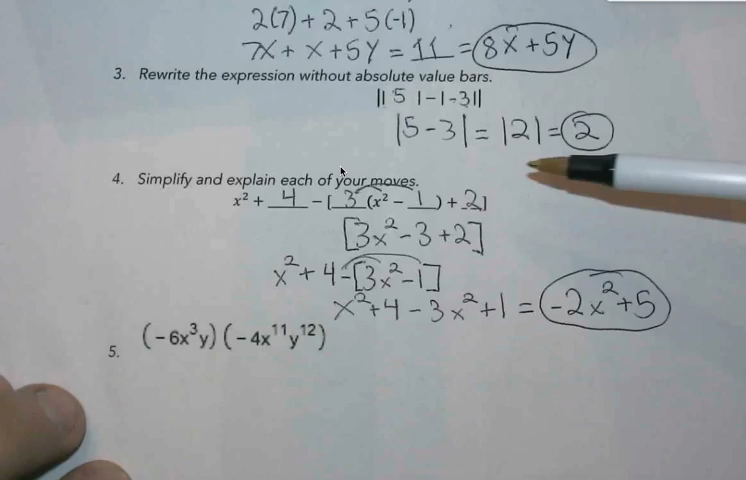 2(7)+2+5(-1)
7x+x+5y=11=8x+5y
3. Rewrite the expression without absolute value bars.
||5|-|-3||
|5-3|=|2|=2
4. Simplify and explain each of your moves.
x²+4-[3(x²-1)+2]
[3x²-3+2]
x²+4-[3x²-1]
x²+4-3x²+1=-2x²+5
5. (-6x³y)(-4x¹¹y¹²)